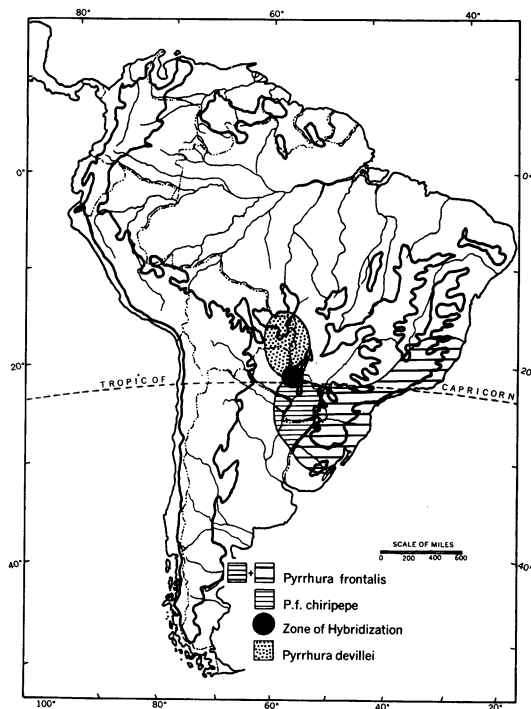 80° 60° 40°
0° 0°
20° 20°
TROPIC OF CAPRICORN
SCALE OF MILES
0 200 400 600
40° 40°
+ Pyrrhura frontalis
P.f. chiripepe
Zone of Hybridization
Pyrrhura devillei
100° 80° 60° 40° 20°